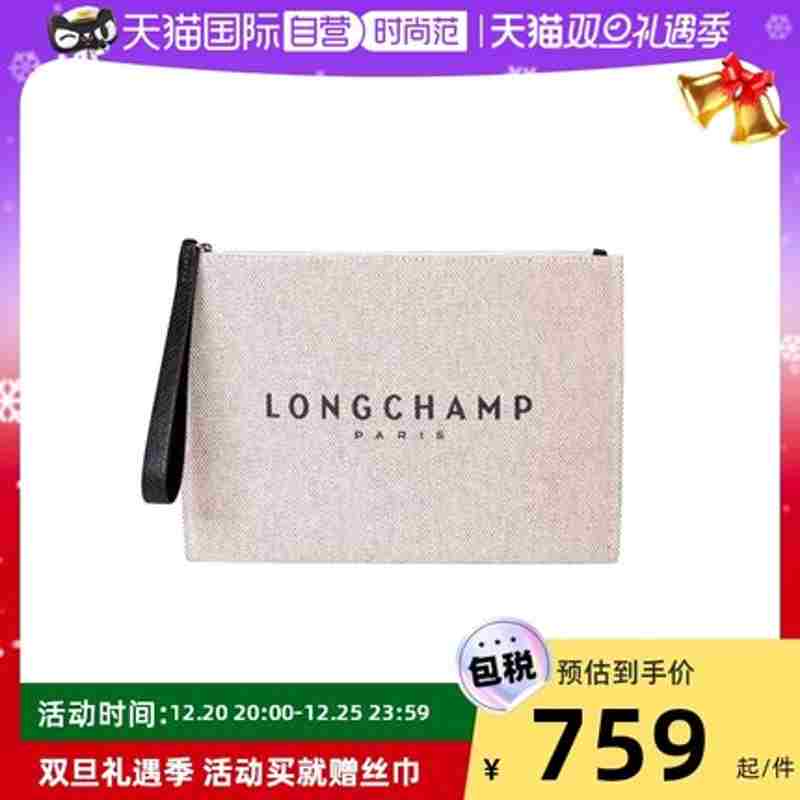 天猫国际 自营 时尚范 | 天猫双旦礼遇季
LONGCHAMP
PARIS
包税
预估到手价
活动时间:12.20 20:00-12.25 23:59
¥ 759 起/件
双旦礼遇季 活动买就赠丝巾